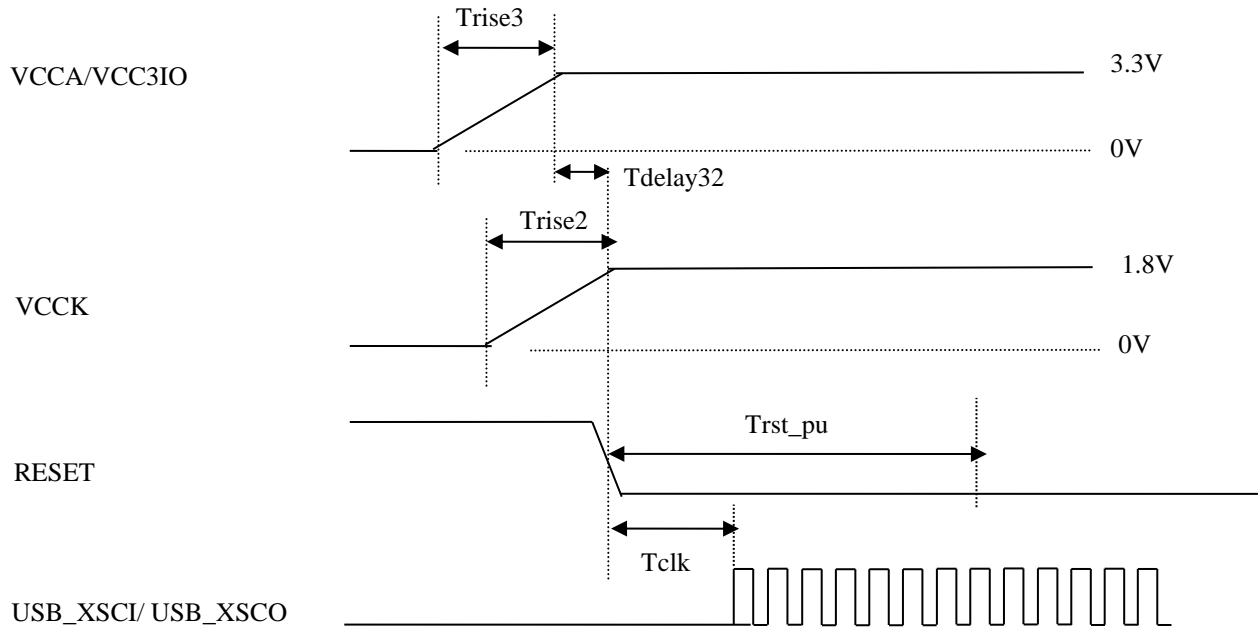 Trise3
VCCA/VCC3IO
3.3V
0V
Tdelay32
Trise2
1.8V
VCCK
0V
Trst_pu
RESET
Tclk
USB_XSCI/ USB_XSCO